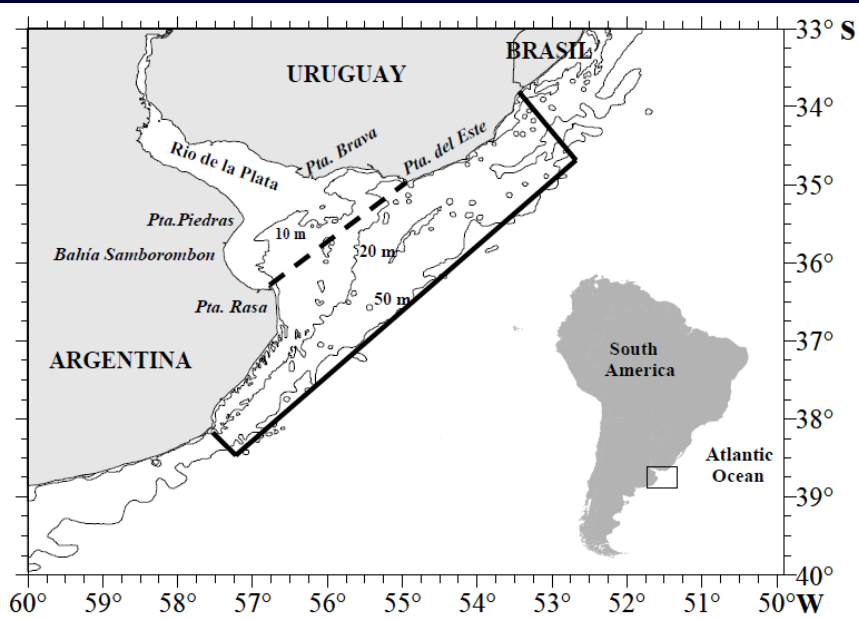 33° S
BRASIL
URUGUAY
34°
Pta. Brava
Pta. del Este
Rio de la Plata
35°
Pta.Piedras
10 m
Bahía Samborombon
20 m
36°
Pta. Rasa
50 m
37°
ARGENTINA
South
America
38°
Atlantic
Ocean
39°
40°
60° 59° 58° 57° 56° 55° 54° 53° 52° 51° 50°W